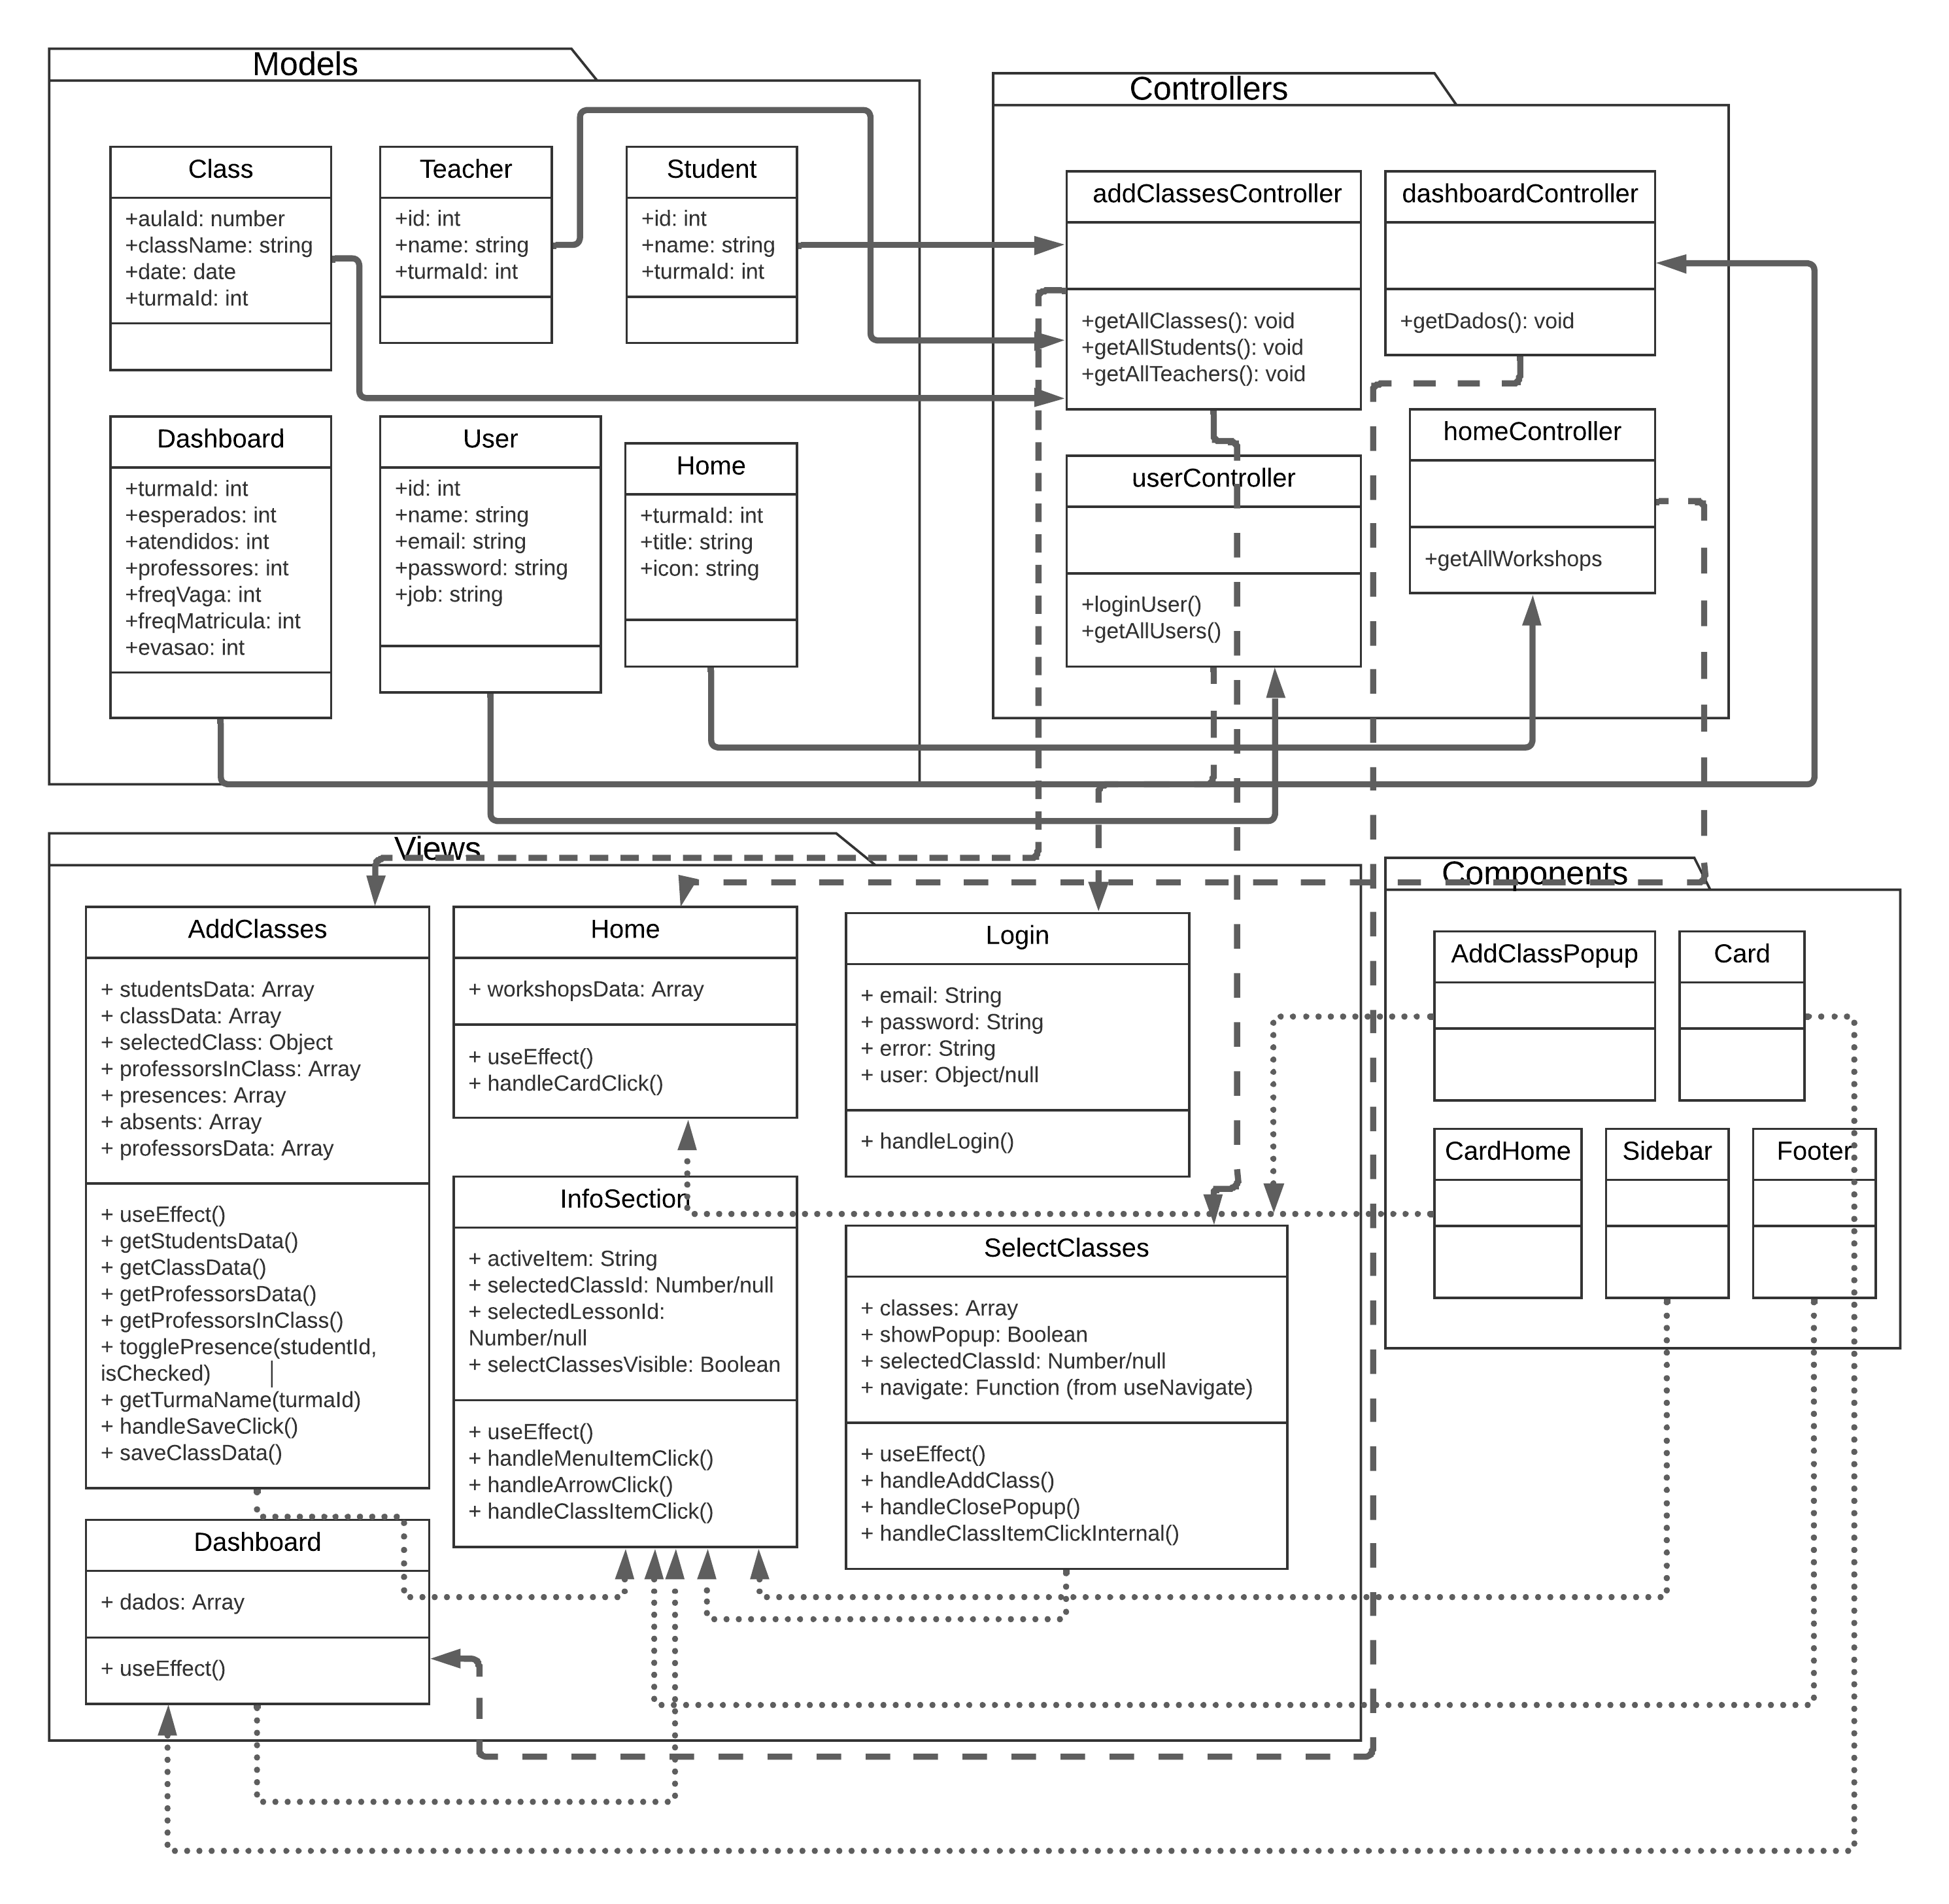 Models
Class
+aulaId: number
+className: string
+date: date
+turmaId: int
Teacher
+id: int
+name: string
+turmaId: int
Student
+id: int
+name: string
+turmaId: int
Dashboard
+turmaId: int
+esperados: int
+atendidos: int
+professores: int
+freqVaga: int
+freqMatricula: int
+evasao: int
User
+id: int
+name: string
+email: string
+password: string
+job: string
Home
+turmaId: int
+title: string
+icon: string
Controllers
addClassesController
+getAllClasses(): void
+getAllStudents(): void
+getAllTeachers(): void
dashboardController
+getDados(): void
userController
+loginUser()
+getAllUsers()
homeController
+getAllWorkshops
Views
AddClasses
+ studentsData: Array
+ classData: Array
+ selectedClass: Object
+ professorsInClass: Array
+ presences: Array
+ absents: Array
+ professorsData: Array
+ useEffect()
+ getStudentsData()
+ getClassData()
+ getProfessorsData()
+ getProfessorsInClass()
+ togglePresence(studentId,
isChecked)
+ getTurmaName(turmaId)
+ handleSaveClick()
+ saveClassData()
Home
+ workshopsData: Array
+ useEffect()
+ handleCardClick()
Login
+ email: String
+ password: String
+ error: String
+ user: Object/null
+ handleLogin()
InfoSection
+ activeItem: String
+ selectedClassId: Number/null
+ selectedLessonId:
Number/null
+ selectClassesVisible: Boolean
+ useEffect()
+ handleMenuItemClick()
+ handleArrowClick()
+ handleClassItemClick()
SelectClasses
+ classes: Array
+ showPopup: Boolean
+ selectedClassId: Number/null
+ navigate: Function (from useNavigate)
+ useEffect()
+ handleAddClass()
+ handleClosePopup()
+ handleClassItemClickInternal()
Dashboard
+ dados: Array
+ useEffect()
Components
AddClassPopup
Card
CardHome
Sidebar
Footer